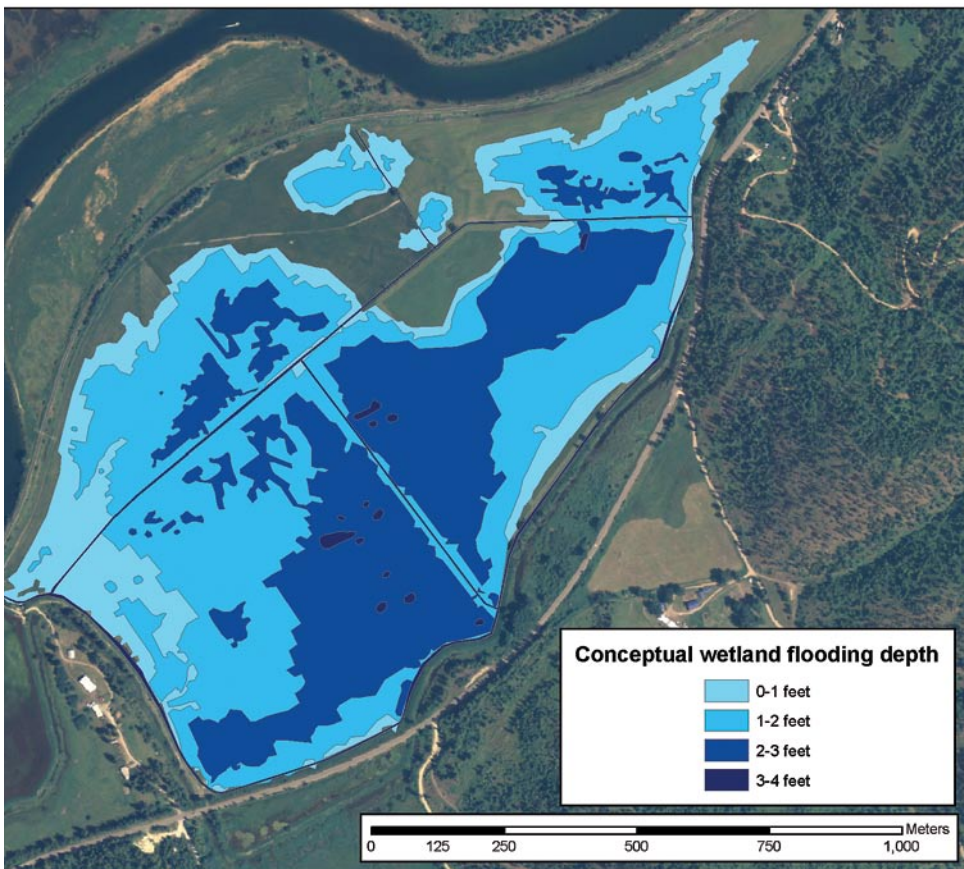 Conceptual wetland flooding depth
0-1 feet
1-2 feet
2-3 feet
3-4 feet
Meters
0 125 250 500 750 1,000